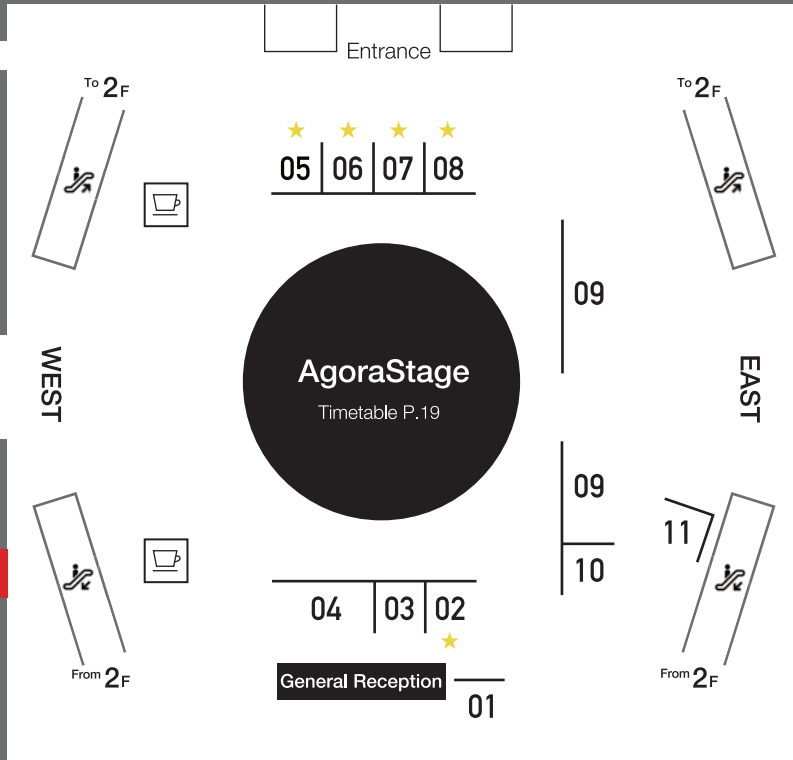 Entrance
To 2F
To 2F
05 06 07 08
09
AgoraStage
Timetable P.19
WEST
EAST
09
10
11
04 03 02
General Reception
01
From 2F
From 2F